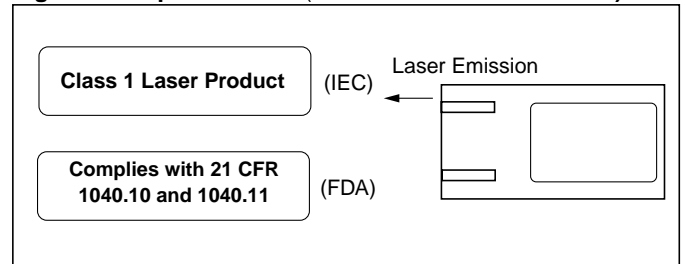 Class 1 Laser Product
(IEC)
Laser Emission
Complies with 21 CFR
1040.10 and 1040.11
(FDA)